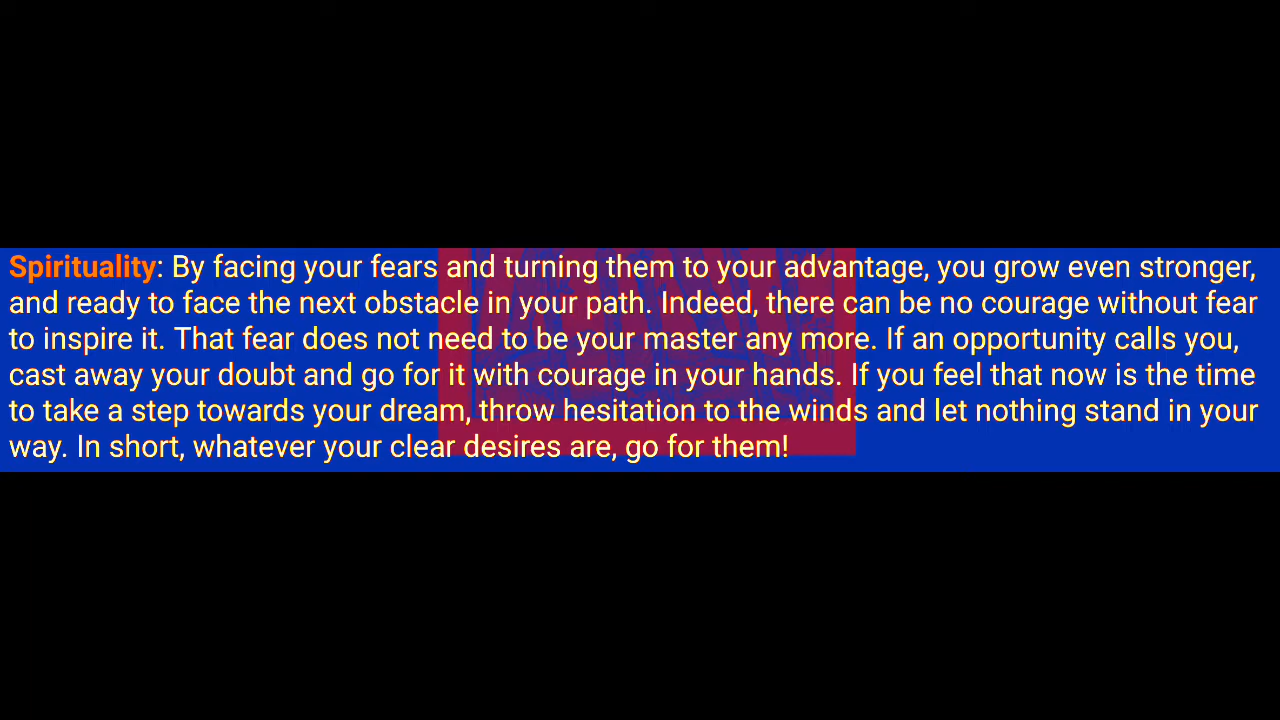 Spirituality: By facing your fears and turning them to your advantage, you grow even stronger,
and ready to face the next obstacle in your path. Indeed, there can be no courage without fear
to inspire it. That fear does not need to be your master any more. If an opportunity calls you,
cast away your doubt and go for it with courage in your hands. If you feel that now is the time
to take a step towards your dream, throw hesitation to the winds and let nothing stand in your
way. In short, whatever your clear desires are, go for them!